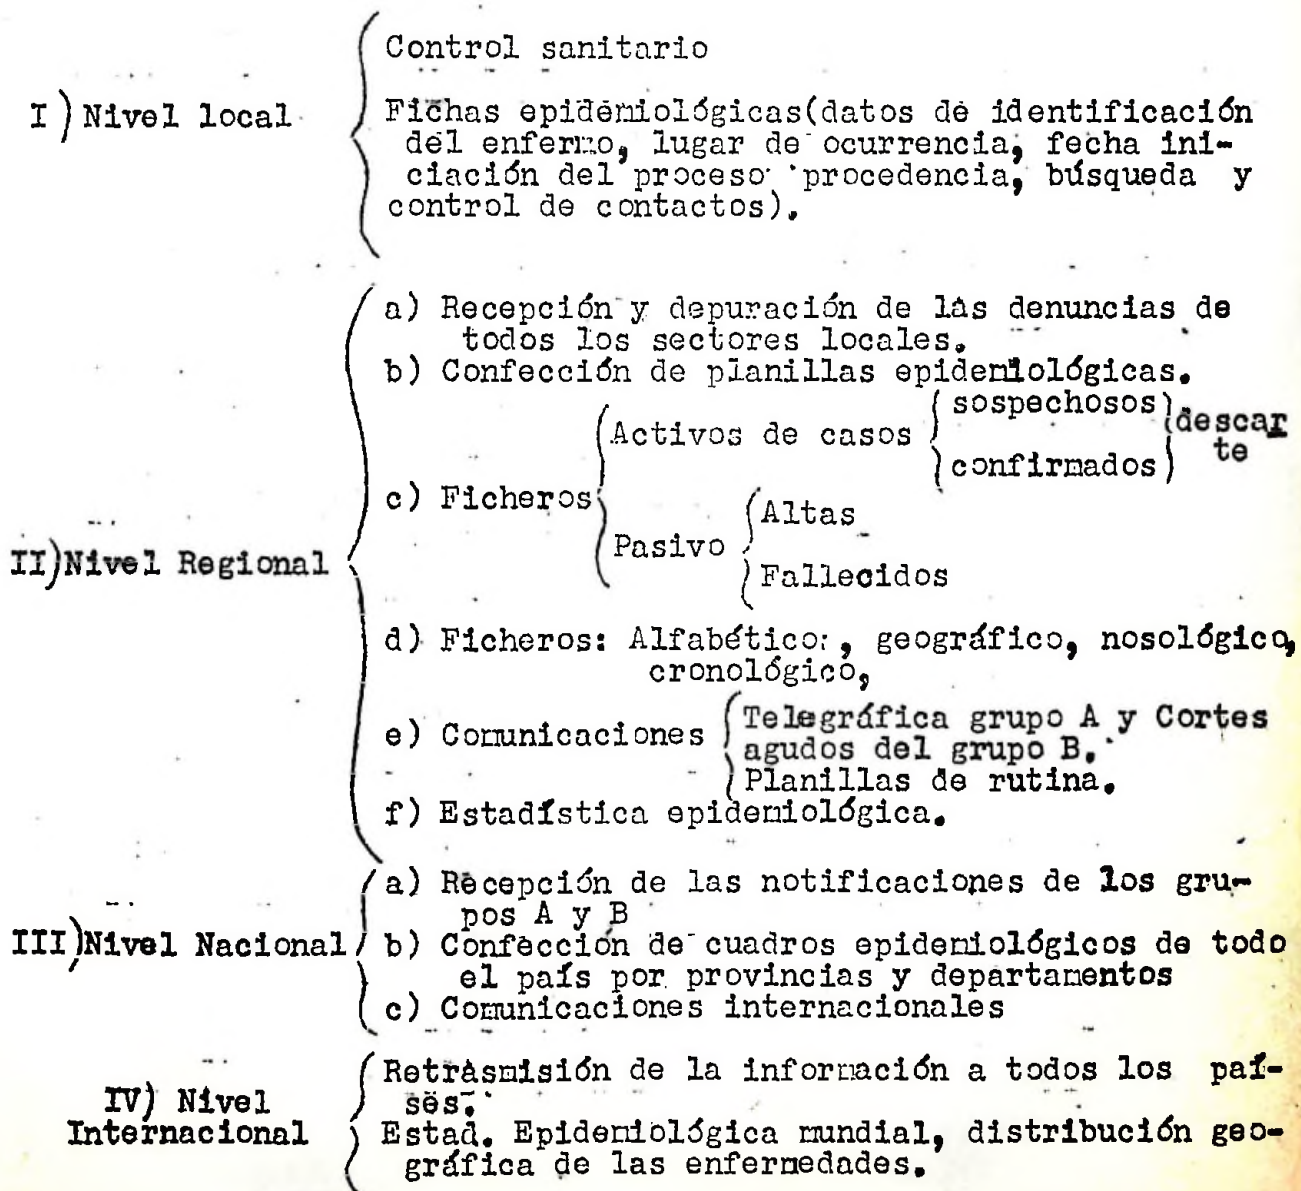 Control sanitario
I) Nivel local
Fichas epidemiológicas(datos de identificación
del enfermo, lugar de ocurrencia, fecha ini-
ciación del proceso procedencia, búsqueda y
control de contactos).
a) Recepción y depuración de las denuncias de
todos los sectores locales.
b) Confección de planillas epidemiológicas.
c) Ficheros
Activos de casos
sospechosos
confirmados
descar
te
Pasivo
Altas
Fallecidos
II)Nivel Regional
d) Ficheros: Alfabético, geográfico, nosológico,
cronológico,
e) Comunicaciones
Telegráfica grupo A y Cortes
agudos del grupo B.
Planillas de rutina.
f) Estadística epidemiológica.
III)Nivel Nacional
a) Recepción de las notificaciones de los gru-
pos A y B
b) Confección de cuadros epidemiológicos de todo
el país por provincias y departamentos
c) Comunicaciones internacionales
IV) Nivel
Internacional
Retrasmisión de la información a todos los paí-
ses.
Estad. Epidemiológica mundial, distribución geo-
gráfica de las enfermedades.